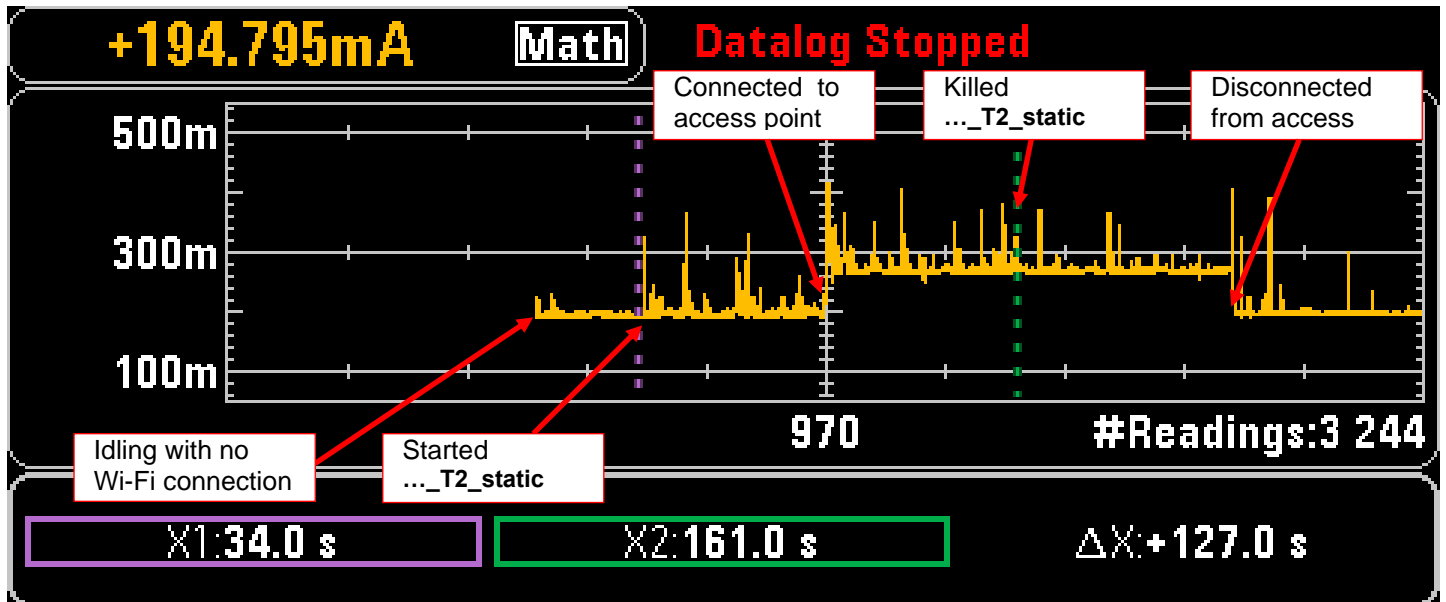 +194.795mA
Math
Datalog Stopped
Connected to
access point
Killed
…_T2_static
Disconnected
from access
500m
300m
100m
970
#Readings:3 244
Idling with no
Wi-Fi connection
Started
…_T2_static
X1:34.0 s
X2:161.0 s
ΔX:+127.0 s